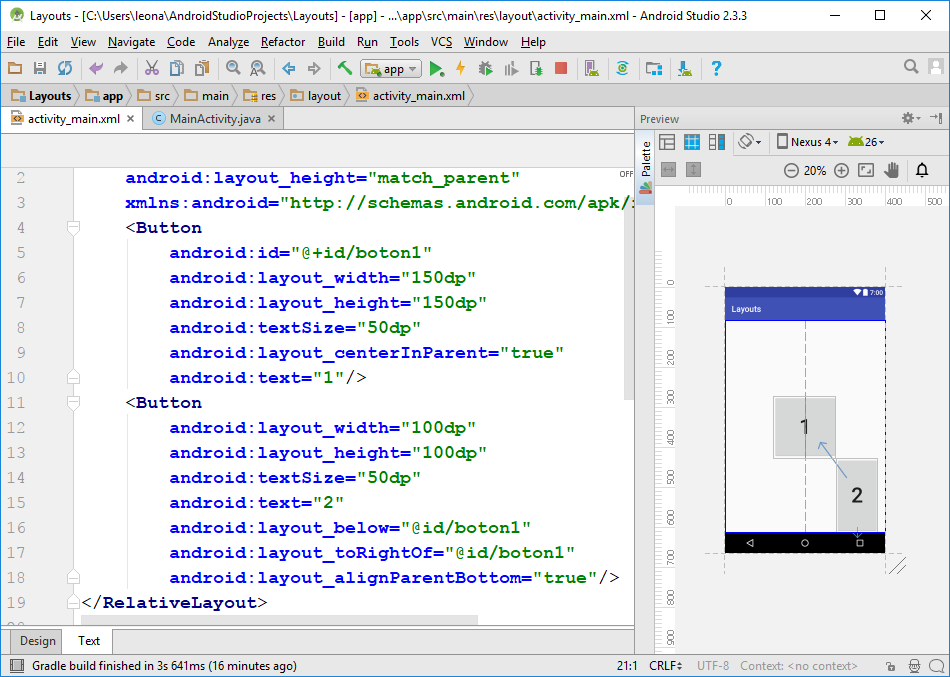 Layouts - [C:\Users\leona\AndroidStudioProjects\Layouts] - [app] - ...\app\src\main\res\layout\activity_main.xml - Android Studio 2.3.3
File Edit View Navigate Code Analyze Refactor Build Run Tools VCS Window Help
app
Layouts app src main res layout activity_main.xml
activity_main.xml MainActivity.java
Preview
Palette
Nexus 4 26
20%
OFF
2 android:layout_height="match_parent"
3 xmlns:android="http://schemas.android.com/apk/
4 <Button
5 android:id="@+id/boton1"
6 android:layout_width="150dp"
7 android:layout_height="150dp"
8 android:textSize="50dp"
9 android:layout_centerInParent="true"
10 android:text="1"/>
11 <Button
12 android:layout_width="100dp"
13 android:layout_height="100dp"
14 android:textSize="50dp"
15 android:text="2"
16 android:layout_below="@id/boton1"
17 android:layout_toRightOf="@id/boton1"
18 android:layout_alignParentBottom="true"/>
19 </RelativeLayout>
0 100 200 300 400 500
0
100
200
300
400
500
600
700
800
900
7:00
Layouts
1
2
Design Text
Gradle build finished in 3s 641ms (16 minutes ago)
21:1 CRLF UTF-8 Context: <no context>